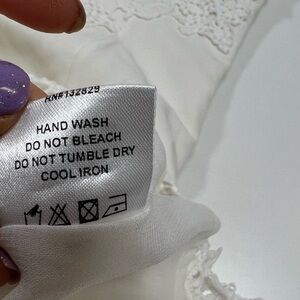 RN#132829
HAND WASH
DO NOT BLEACH
DO NOT TUMBLE DRY
COOL IRON